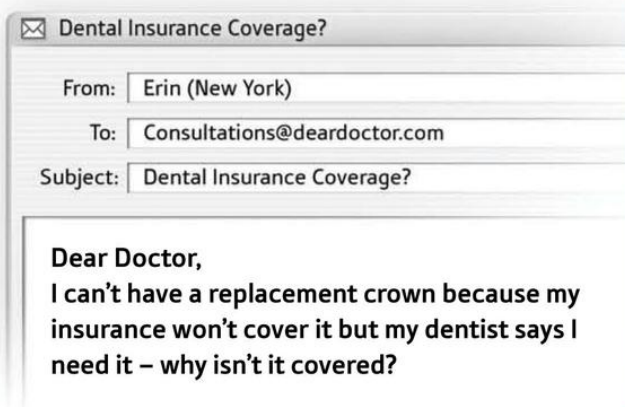 Dental Insurance Coverage?
From: Erin (New York)
To: Consultations@deardoctor.com
Subject: Dental Insurance Coverage?
Dear Doctor,
I can't have a replacement crown because my
insurance won't cover it but my dentist says I
need it – why isn't it covered?